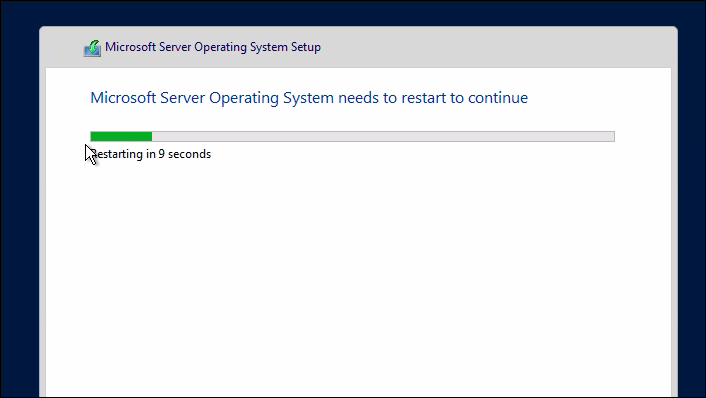 Microsoft Server Operating System Setup
Microsoft Server Operating System needs to restart to continue
Restarting in 9 seconds